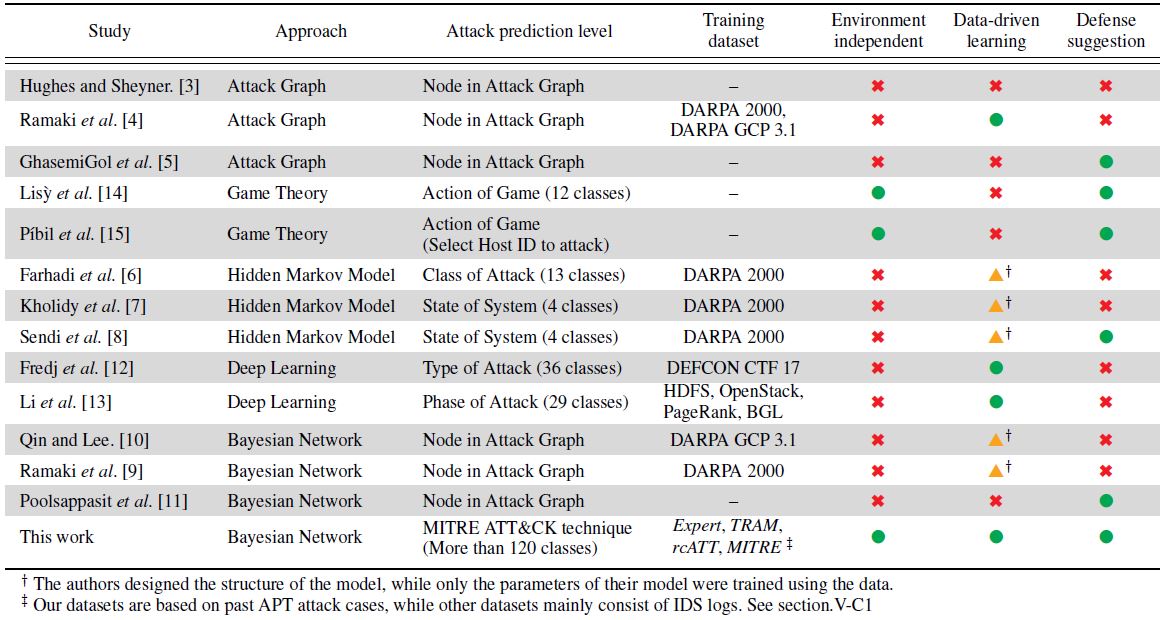 Study Approach Attack prediction level Training dataset Environment independent Data-driven learning Defense suggestion
Hughes and Sheyner. [3] Attack Graph Node in Attack Graph – ✖ ✖ ✖
Ramaki et al. [4] Attack Graph Node in Attack Graph DARPA 2000, DARPA GCP 3.1 ✖ ● ✖
GhasemiGol et al. [5] Attack Graph Node in Attack Graph – ✖ ✖ ●
Lisỳ et al. [14] Game Theory Action of Game (12 classes) – ● ✖ ●
Píbil et al. [15] Game Theory Action of Game (Select Host ID to attack) – ● ✖ ●
Farhadi et al. [6] Hidden Markov Model Class of Attack (13 classes) DARPA 2000 ✖ ▲† ✖
Kholidy et al. [7] Hidden Markov Model State of System (4 classes) DARPA 2000 ✖ ▲† ✖
Sendi et al. [8] Hidden Markov Model State of System (4 classes) DARPA 2000 ✖ ▲† ●
Fredj et al. [12] Deep Learning Type of Attack (36 classes) DEFCON CTF 17 ✖ ● ✖
Li et al. [13] Deep Learning Phase of Attack (29 classes) HDFS, OpenStack, PageRank, BGL ✖ ● ✖
Qin and Lee. [10] Bayesian Network Node in Attack Graph DARPA GCP 3.1 ✖ ▲† ✖
Ramaki et al. [9] Bayesian Network Node in Attack Graph DARPA 2000 ✖ ▲† ✖
Poolsappasit et al. [11] Bayesian Network Node in Attack Graph – ✖ ✖ ●
This work Bayesian Network MITRE ATT&CK technique (More than 120 classes) Expert, TRAM, rcATT, MITRE ‡ ● ● ●
† The authors designed the structure of the model, while only the parameters of their model were trained using the data.
‡ Our datasets are based on past APT attack cases, while other datasets mainly consist of IDS logs. See section.V-C1